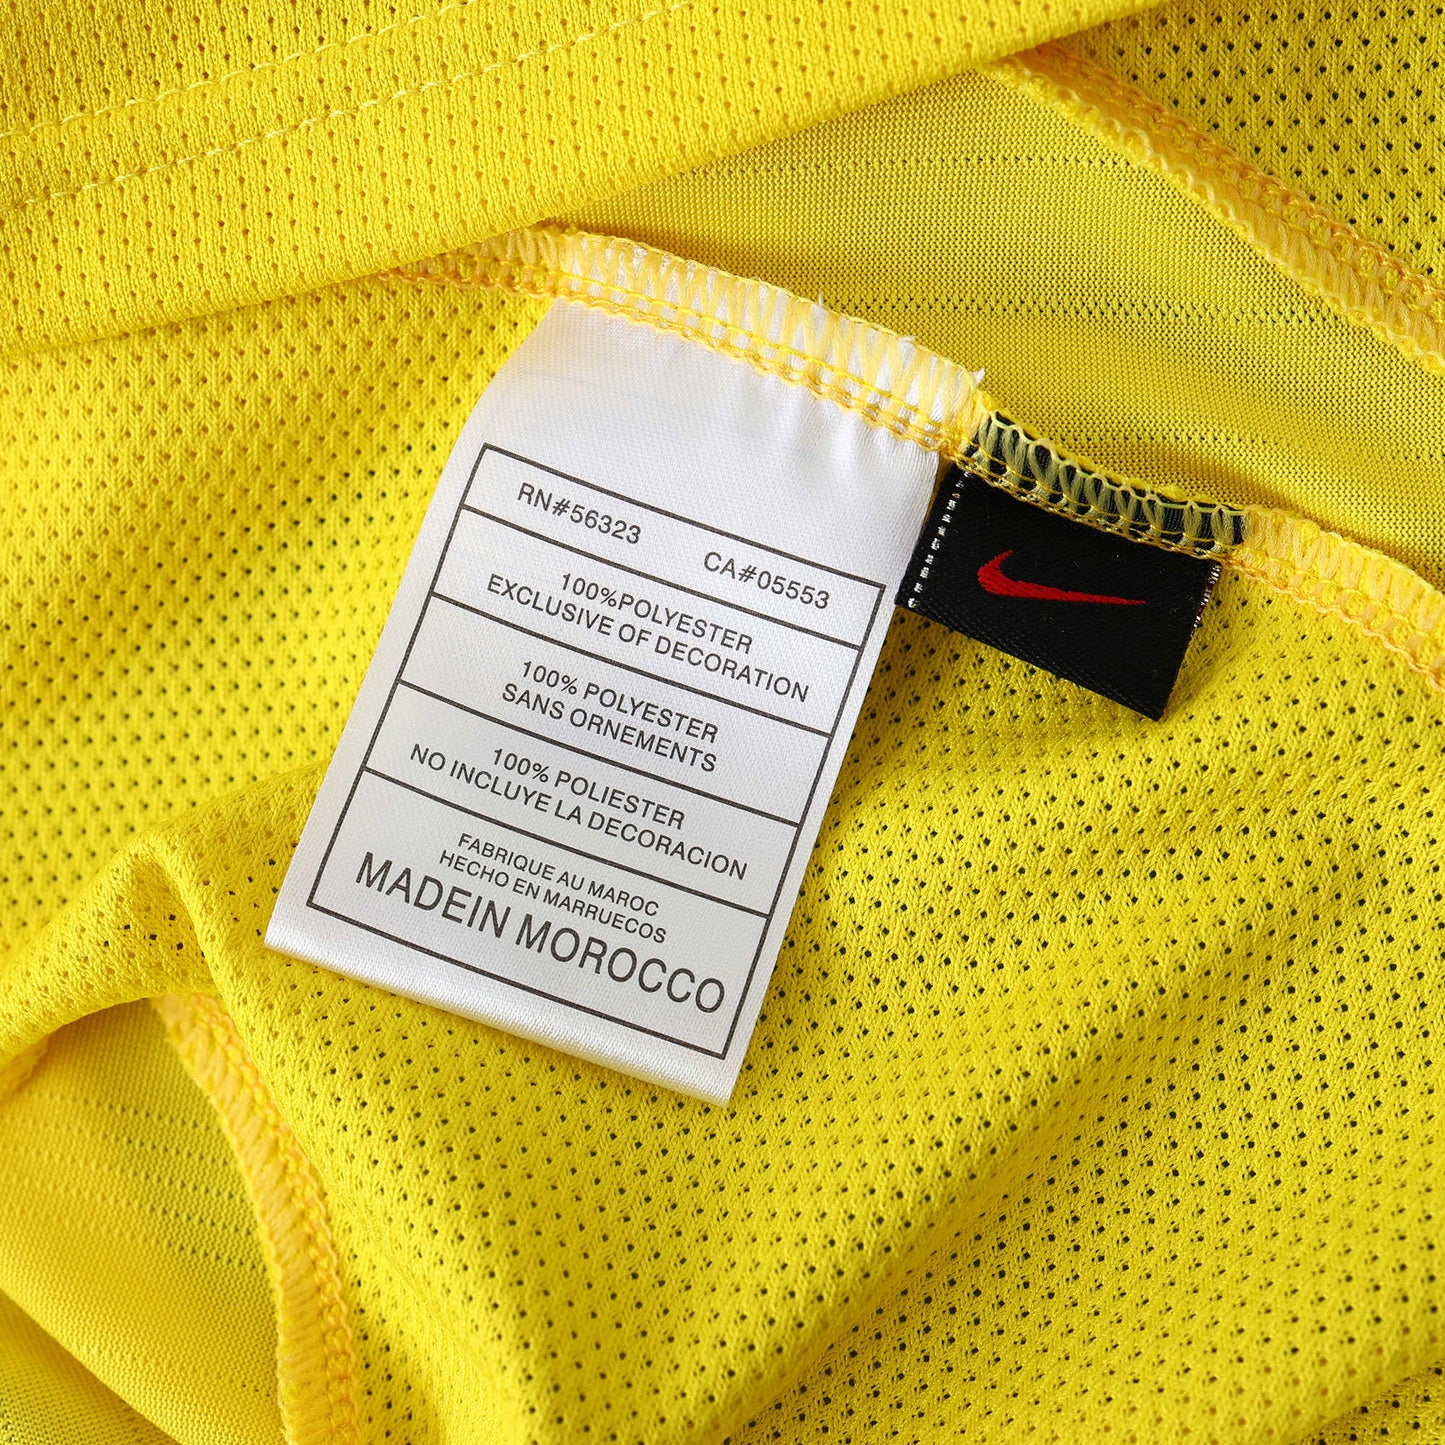 RN#56323 CA#05553
100%POLYESTER
EXCLUSIVE OF DECORATION
100% POLYESTER
SANS ORNEMENTS
100% POLIESTER
NO INCLUYE LA DECORACION
FABRIQUE AU MAROC
HECHO EN MARRUECOS
MADEIN MOROCCO